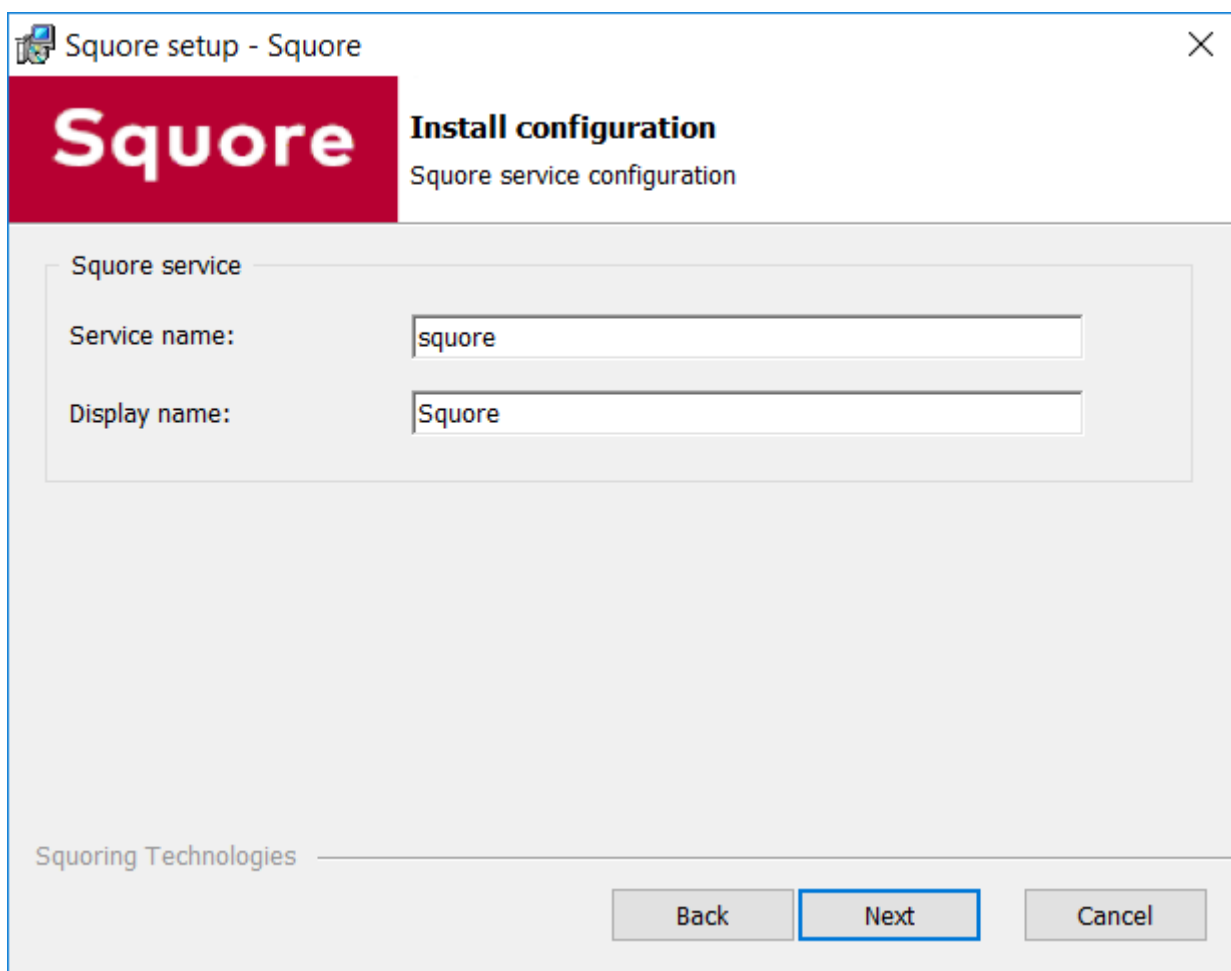 Squore setup - Squore
Squore
Install configuration
Squore service configuration
Squore service
Service name:
squore
Display name:
Squore
Squoring Technologies
Back
Next
Cancel